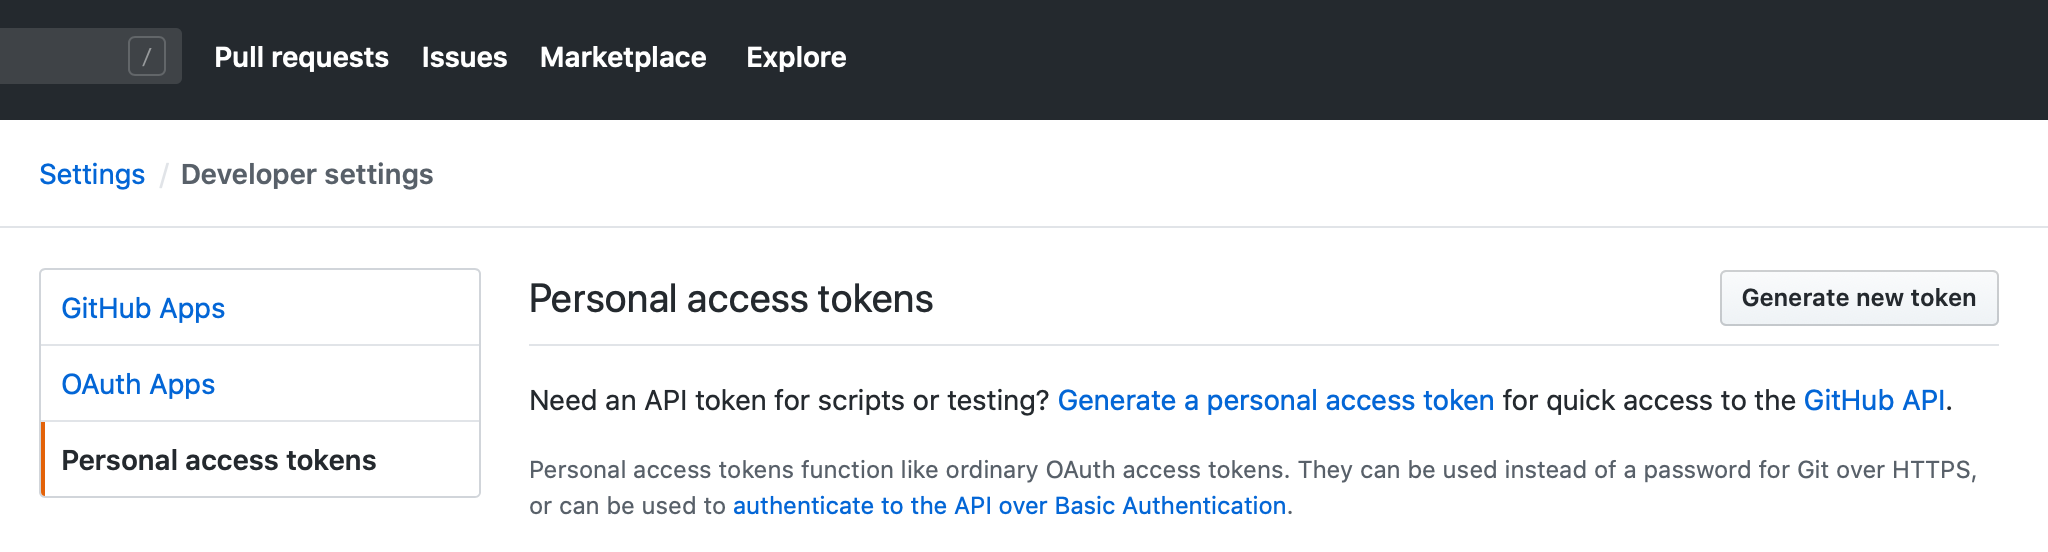 / Pull requests Issues Marketplace Explore
Settings / Developer settings
GitHub Apps
OAuth Apps
Personal access tokens
Personal access tokens
Generate new token
Need an API token for scripts or testing? Generate a personal access token for quick access to the GitHub API.
Personal access tokens function like ordinary OAuth access tokens. They can be used instead of a password for Git over HTTPS,
or can be used to authenticate to the API over Basic Authentication.